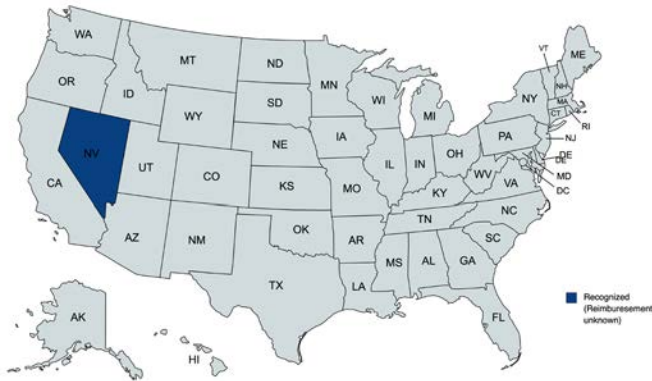 WA
MT
ND
MN
VT
ME
OR
ID
SD
WI
NY
NH
MA
CT
RI
WY
MI
NV
NE
IA
PA
NJ
CA
UT
CO
IL
IN
OH
DE
DE
MD
DC
KS
MO
WV
VA
KY
NC
AZ
NM
OK
AR
TN
SC
TX
LA
MS
AL
GA
FL
AK
HI
Recognized
(Reimburesement
unknown)